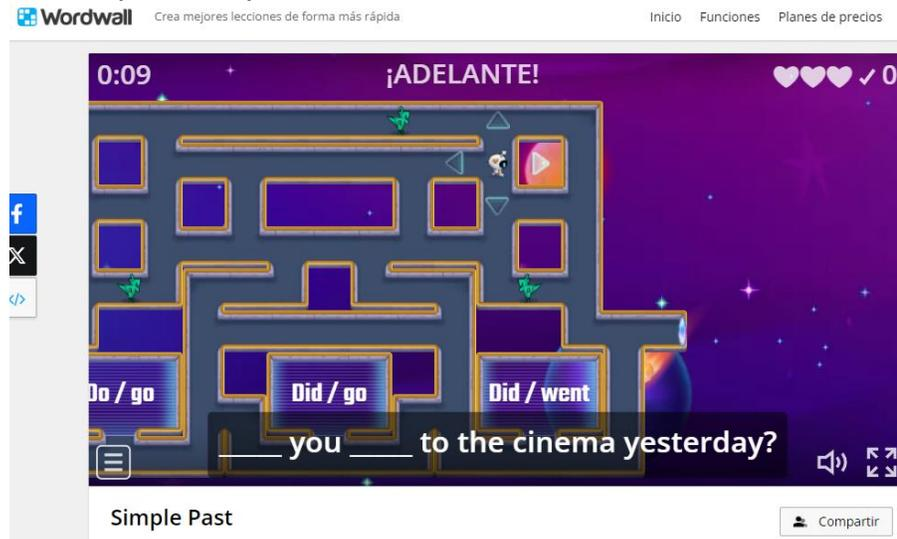 Wordwall Crea mejores lecciones de forma más rápida Inicio Funciones Planes de precios
0:09 ¡ADELANTE! ✓ 0
f
X
</>
Do / go Did / go Did / went
_____ you _____ to the cinema yesterday?
Simple Past
Compartir